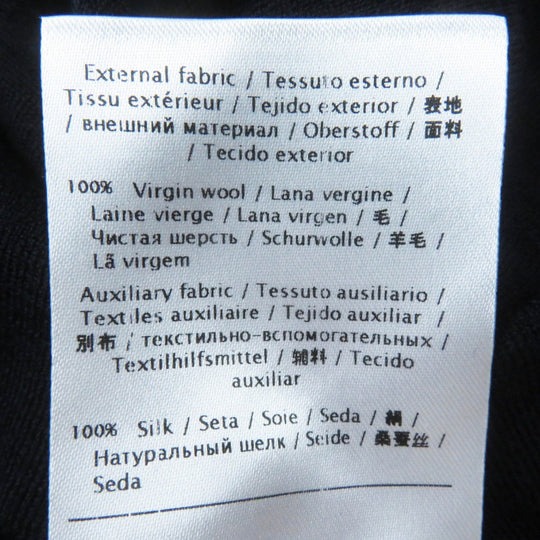 External fabric / Tessuto esterno /
Tissu extérieur / Tejido exterior / 表地
/ внешний материал / Oberstoff / 面料
/ Tecido exterior
100% Virgin wool / Lana vergine /
Laine vierge / Lana virgen / 毛 /
Чистая шерсть / Schurwolle / 羊毛 /
Lã virgem
Auxiliary fabric / Tessuto ausiliario /
Textiles auxiliaire / Tejido auxiliar /
別布 / текстильно-вспомогательных /
Textilhilfsmittel / 辅料 / Tecido
auxiliar
100% Silk / Seta / Soie / Seda / 絹 /
Натуральный шелк / Seide / 桑蚕丝 /
Seda